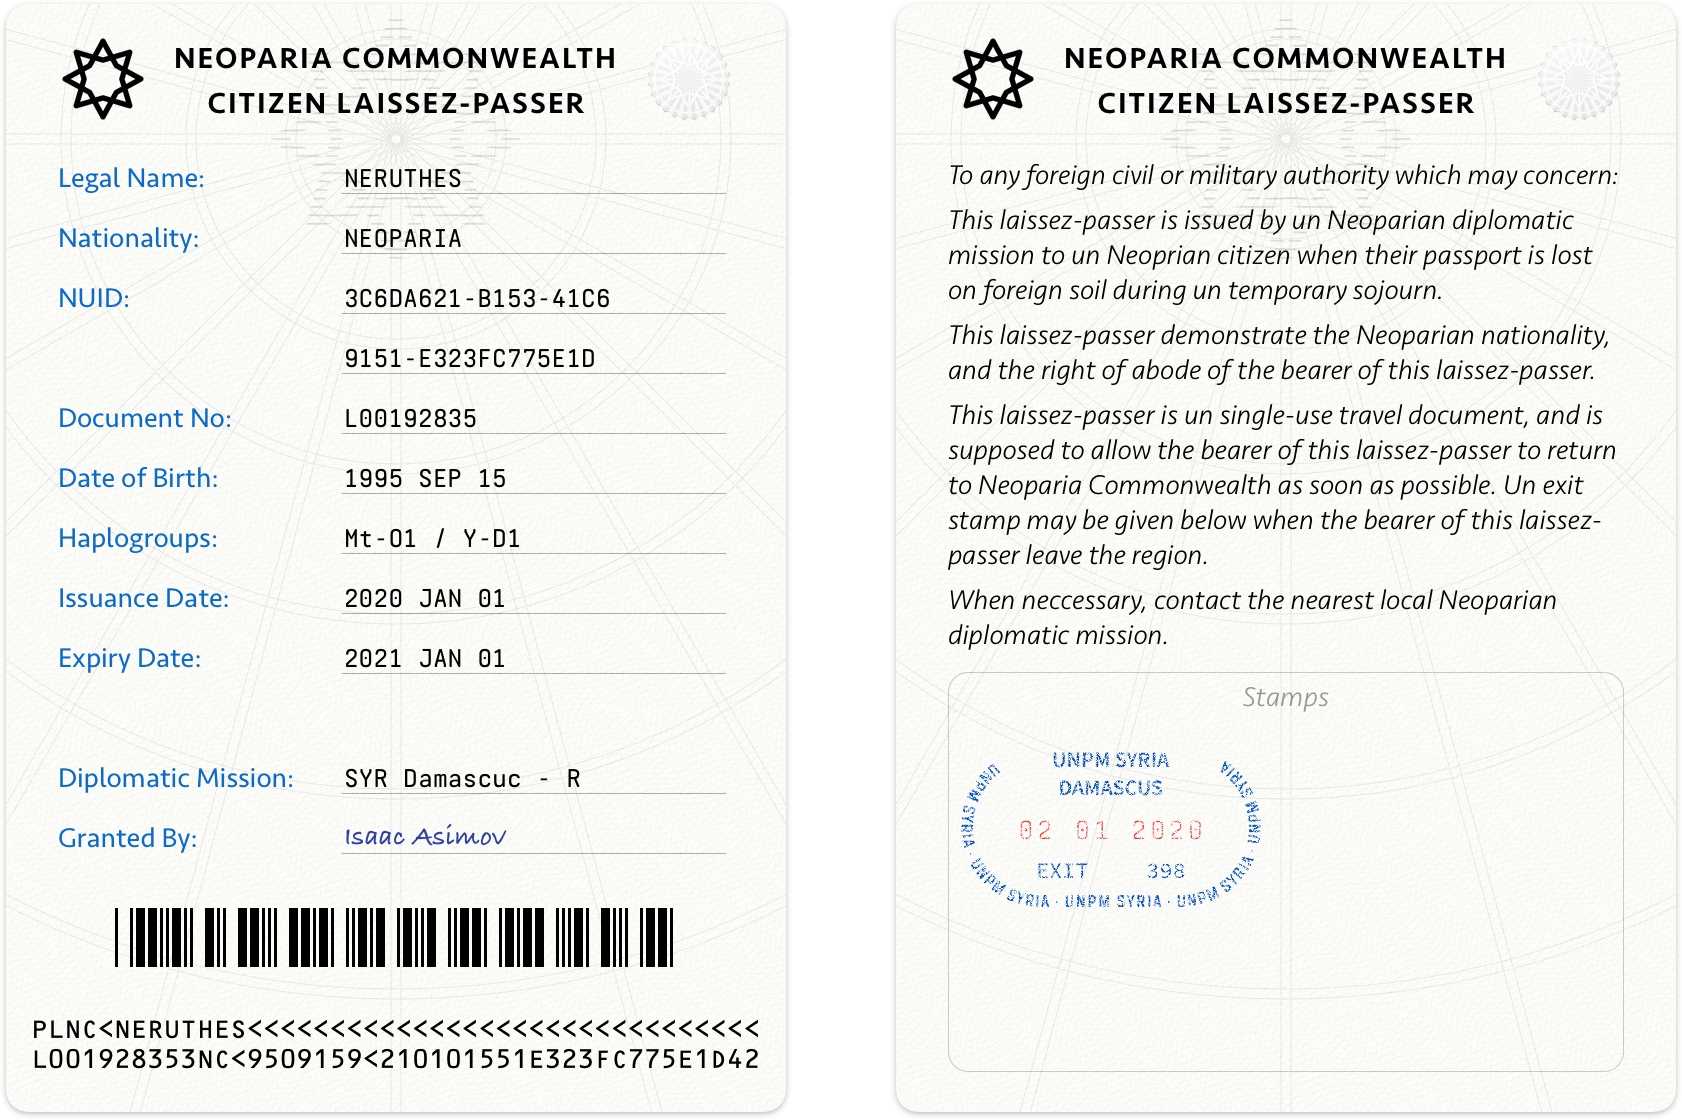 NEOPARIA COMMONWEALTH
CITIZEN LAISSEZ-PASSER
Legal Name: NERUTHES
Nationality: NEOPARIA
NUID: 3C6DA621-B153-41C6
9151-E323FC775E1D
Document No: L00192835
Date of Birth: 1995 SEP 15
Haplogroups: Mt-O1 / Y-D1
Issuance Date: 2020 JAN 01
Expiry Date: 2021 JAN 01
Diplomatic Mission: SYR Damascuc - R
Granted By: Isaac Asimov
PLNC<NERUTHES<<<<<<<<<<<<<<<<<<<<<<<<<<<<<<<
L001928353NC<9509159<210101551E323FC775E1D42
NEOPARIA COMMONWEALTH
CITIZEN LAISSEZ-PASSER
To any foreign civil or military authority which may concern:
This laissez-passer is issued by un Neoparian diplomatic
mission to un Neoprian citizen when their passport is lost
on foreign soil during un temporary sojourn.
This laissez-passer demonstrate the Neoparian nationality,
and the right of abode of the bearer of this laissez-passer.
This laissez-passer is un single-use travel document, and is
supposed to allow the bearer of this laissez-passer to return
to Neoparia Commonwealth as soon as possible. Un exit
stamp may be given below when the bearer of this laissez-
passer leave the region.
When neccessary, contact the nearest local Neoparian
diplomatic mission.
Stamps
UNPM SYRIA
DAMASCUS
02 01 2020
EXIT 398
UNPM SYRIA · UNPM SYRIA · UNPM SYRIA · UNPM SYRIA · UNPM SYRIA